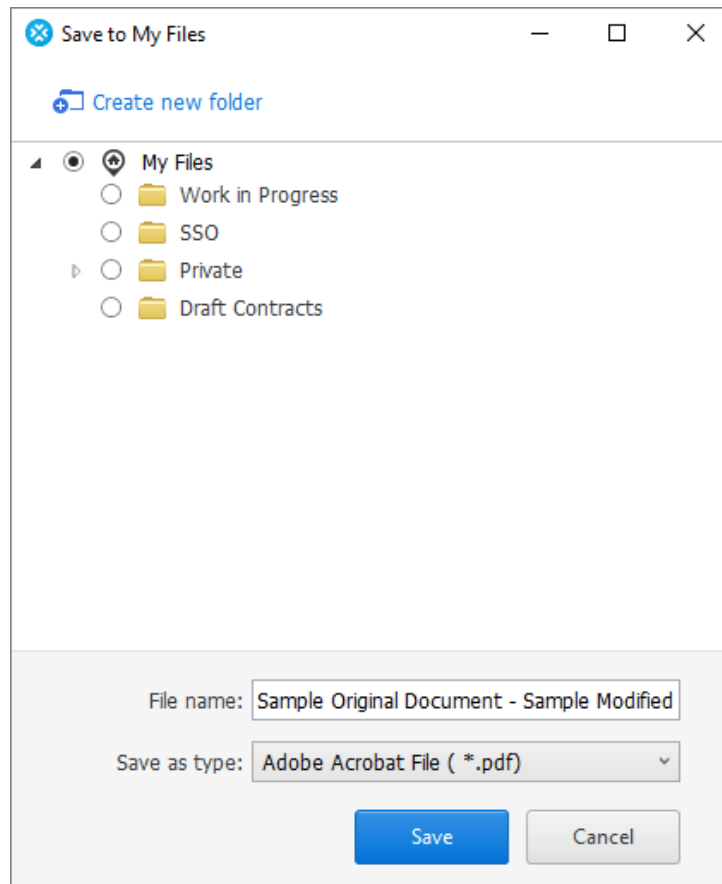 Save to My Files
Create new folder
My Files
Work in Progress
SSO
Private
Draft Contracts
File name: Sample Original Document - Sample Modified
Save as type: Adobe Acrobat File ( *.pdf)
Save Cancel